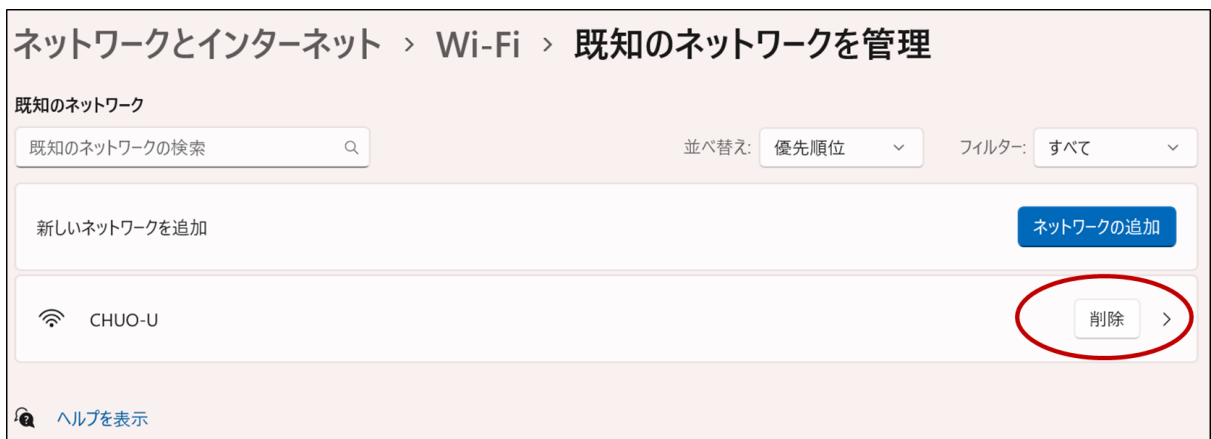 ネットワークとインターネット › Wi-Fi › 既知のネットワークを管理
既知のネットワーク
既知のネットワークの検索
並べ替え: 優先順位
フィルター: すべて
新しいネットワークを追加
ネットワークの追加
CHUO-U
削除
ヘルプを表示